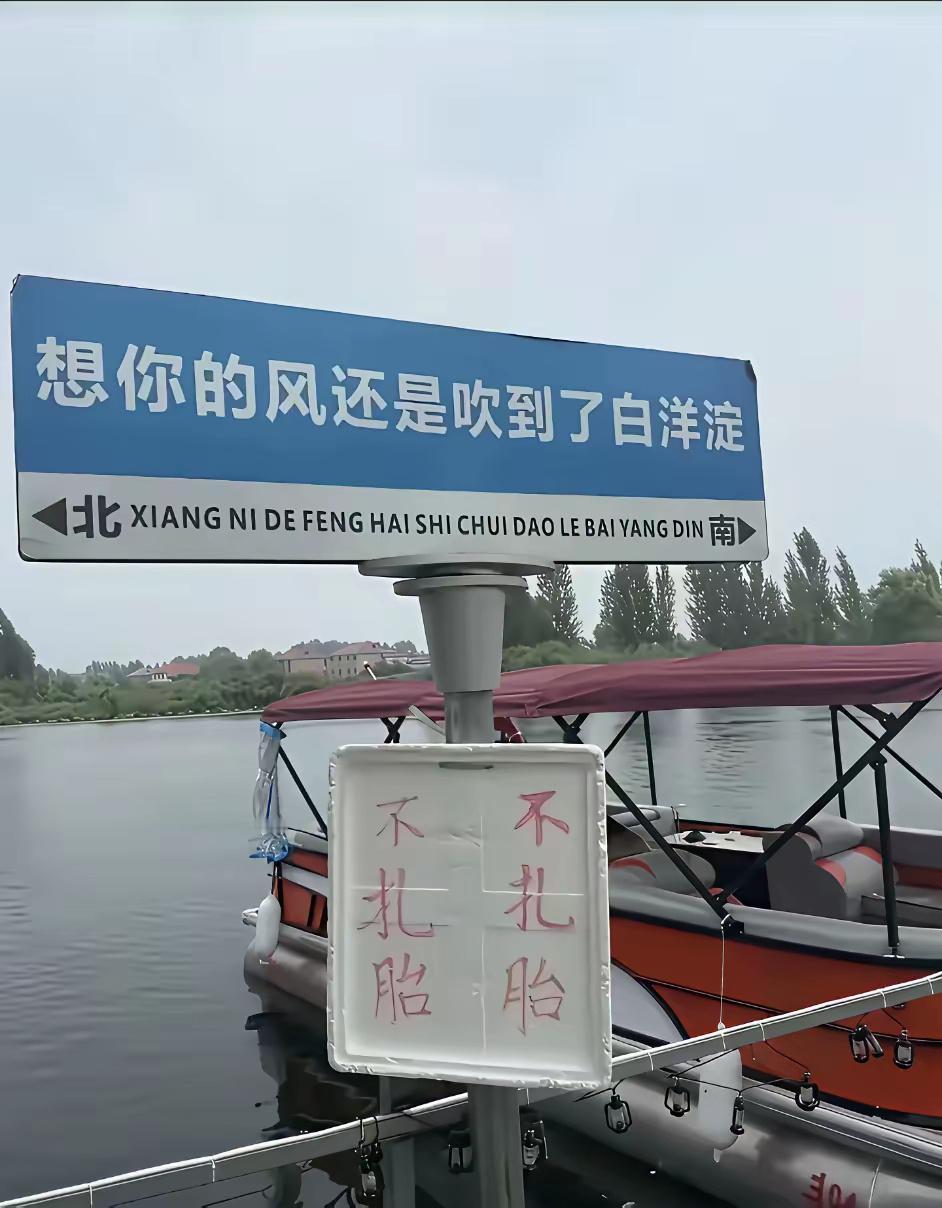 想你的风还是吹到了白洋淀
北 XIANG NI DE FENG HAI SHI CHUI DAO LE BAI YANG DIN 南
不扎胎
不扎胎